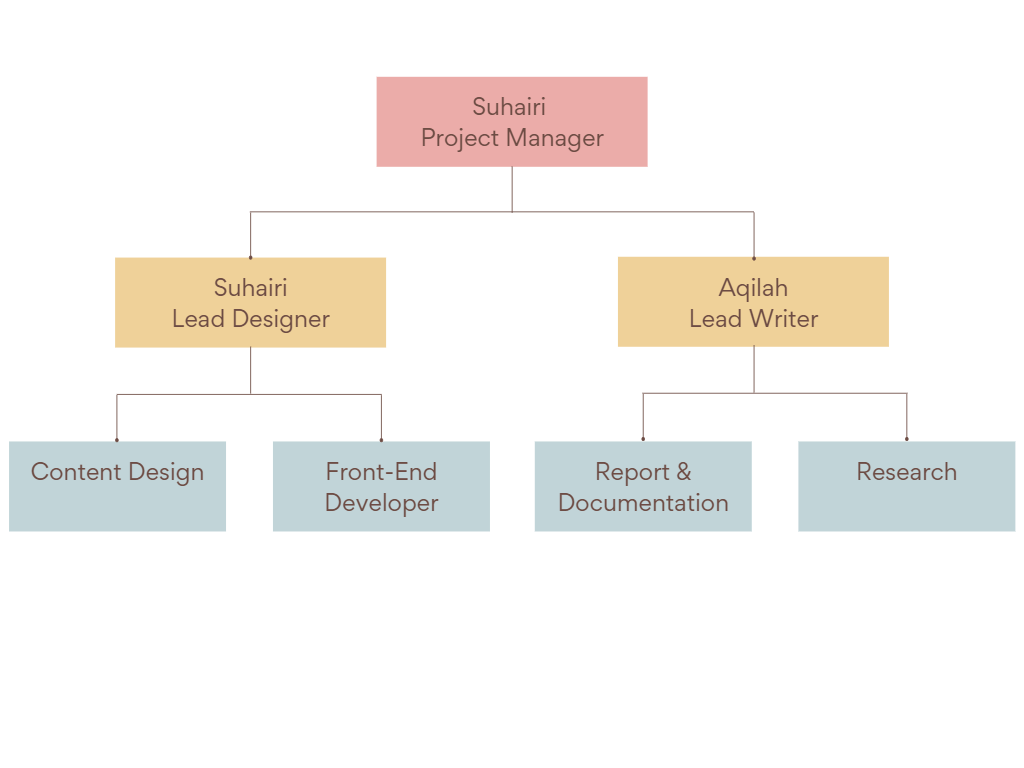 Suhairi
Project Manager
Suhairi
Lead Designer
Aqilah
Lead Writer
Content Design
Front-End
Developer
Report &
Documentation
Research